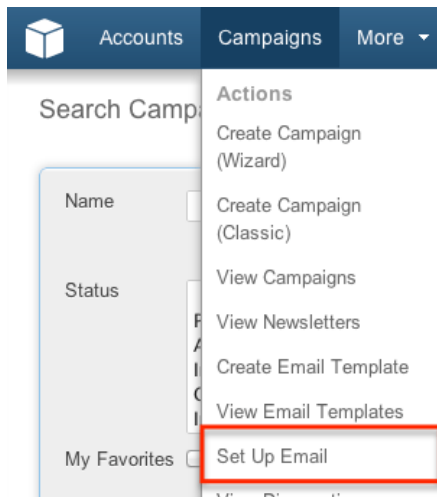 Accounts Campaigns More
Search Camp
Actions
Create Campaign
(Wizard)
Name
Create Campaign
(Classic)
View Campaigns
Status
View Newsletters
Create Email Template
View Email Templates
Set Up Email
My Favorites